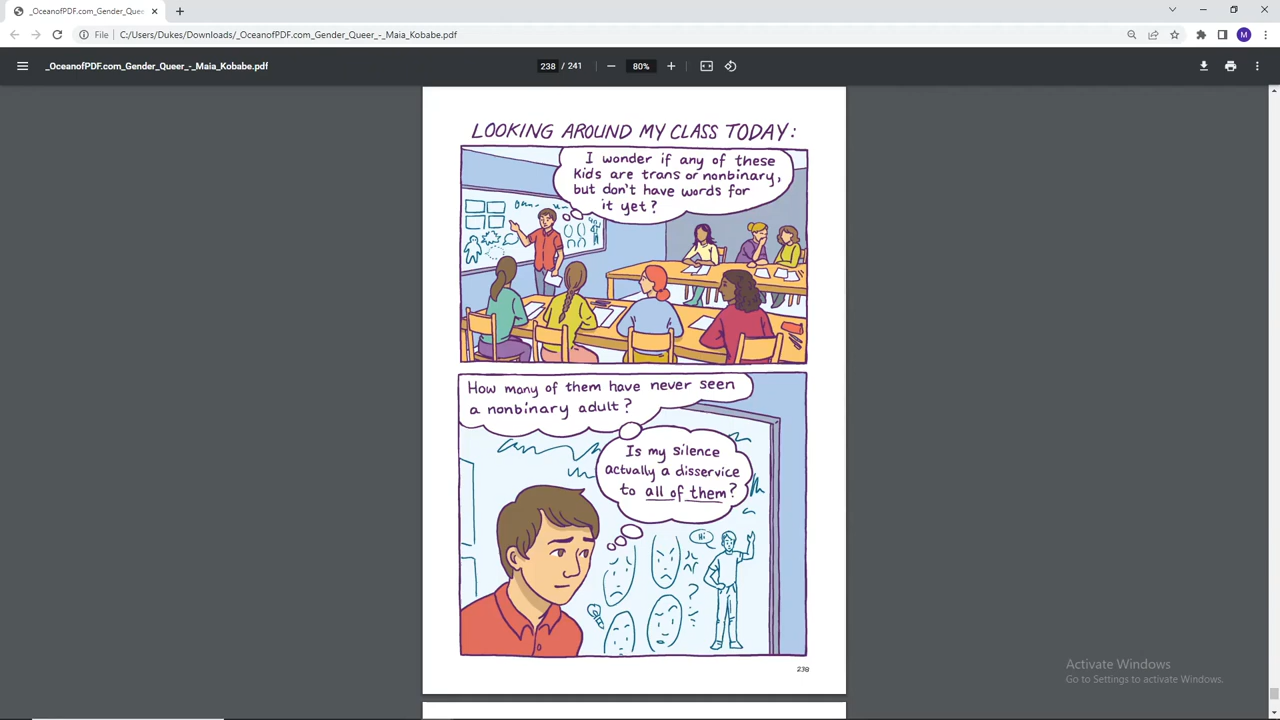 _OceanofPDF.com_Gender_Quee
File
C:/Users/Dukes/Downloads/_OceanofPDF.com_Gender_Queer_-_Maia_Kobabe.pdf
M
_OceanofPDF.com_Gender_Queer_-_Maia_Kobabe.pdf
238 / 241
80%
LOOKING AROUND MY CLASS TODAY:
I wonder if any of these
kids are trans or nonbinary,
but don't have words for
it yet?
How many of them have never seen
a nonbinary adult?
Is my silence
actually a disservice
to all of them?
Hi
?
238
Activate Windows
Go to Settings to activate Windows.